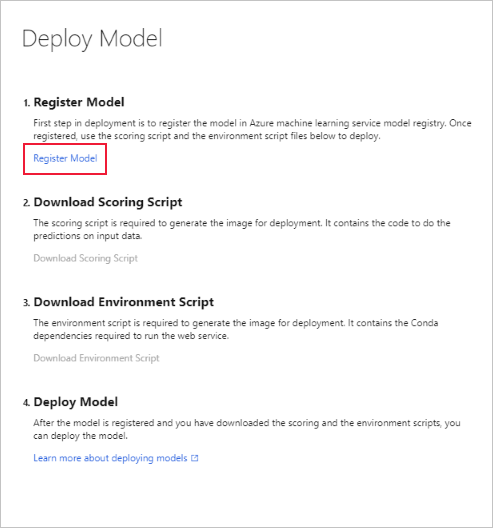 Deploy Model
1. Register Model
First step in deployment is to register the model in Azure machine learning service model registry. Once
registered, use the scoring script and the environment script files below to deploy.
Register Model
2. Download Scoring Script
The scoring script is required to generate the image for deployment. It contains the code to do the
predictions on input data.
Download Scoring Script
3. Download Environment Script
The environment script is required to generate the image for deployment. It contains the Conda
dependencies required to run the web service.
Download Environment Script
4. Deploy Model
After the model is registered and you have downloaded the scoring and the environment scripts, you
can deploy the model.
Learn more about deploying models